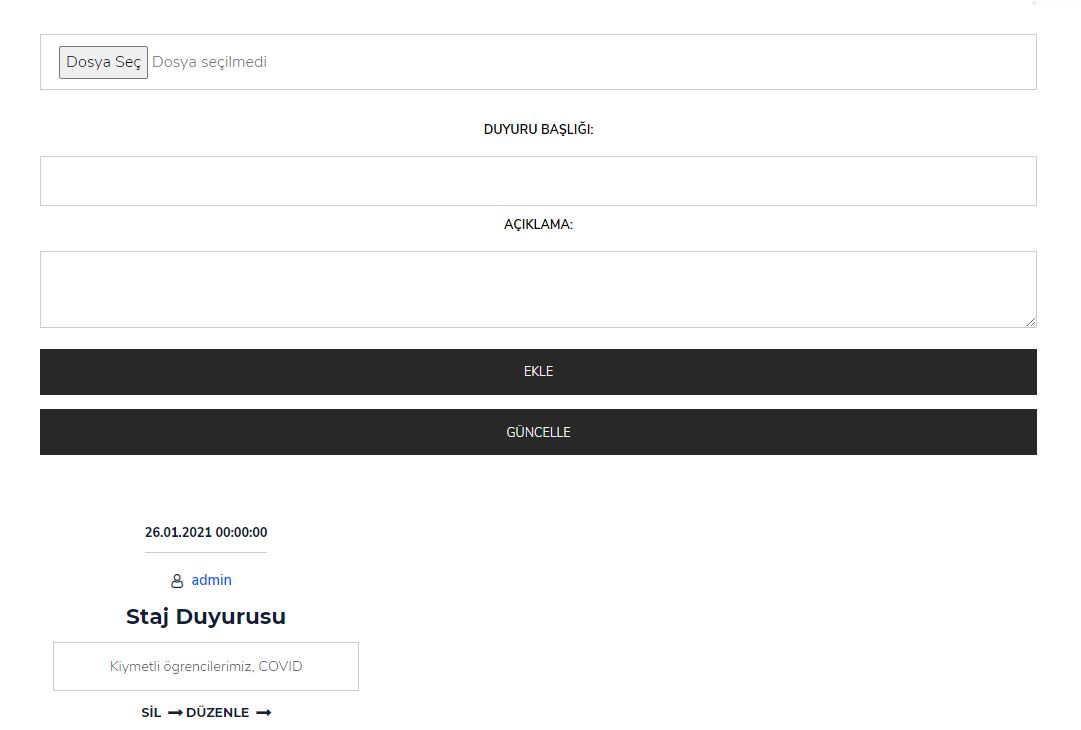 Dosya Seç Dosya seçilmedi
DUYURU BAŞLIĞI:
AÇIKLAMA:
EKLE
GÜNCELLE
26.01.2021 00:00:00
admin
Staj Duyurusu
Kiymetli ögrencilerimiz, COVID
SİL DÜZENLE